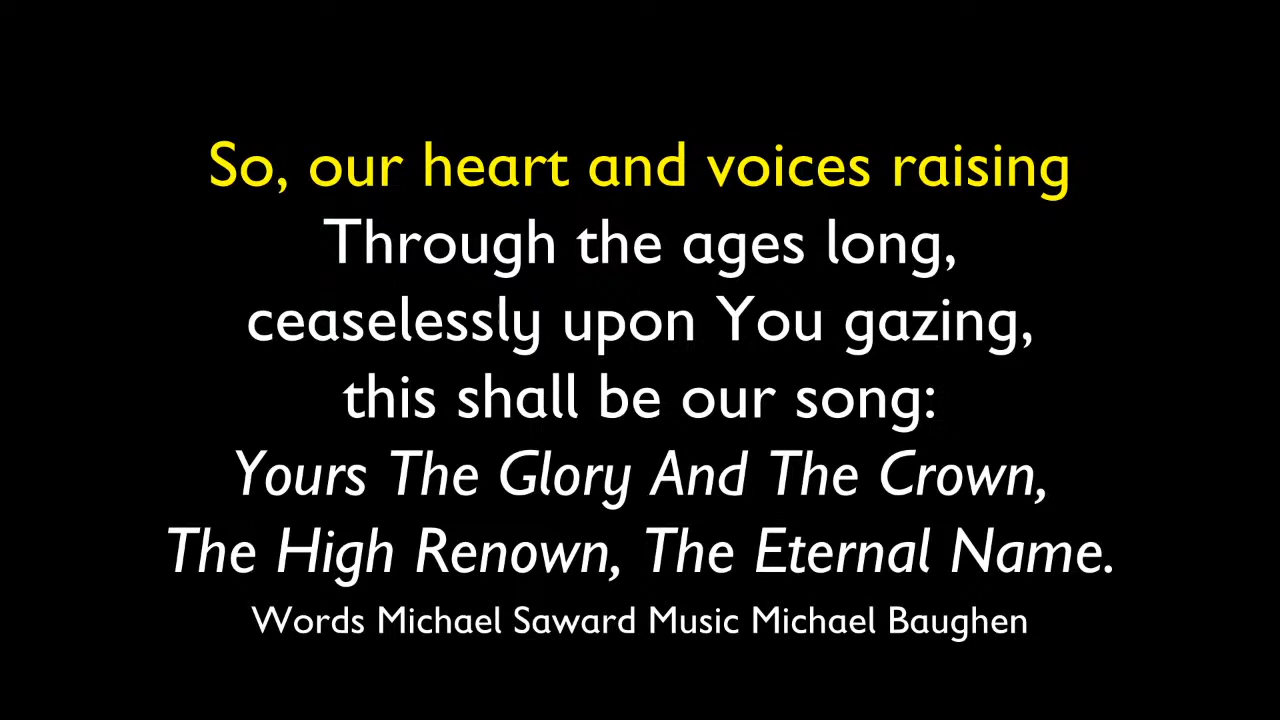 So, our heart and voices raising
Through the ages long,
ceaselessly upon You gazing,
this shall be our song:
Yours The Glory And The Crown,
The High Renown, The Eternal Name.
Words Michael Saward Music Michael Baughen